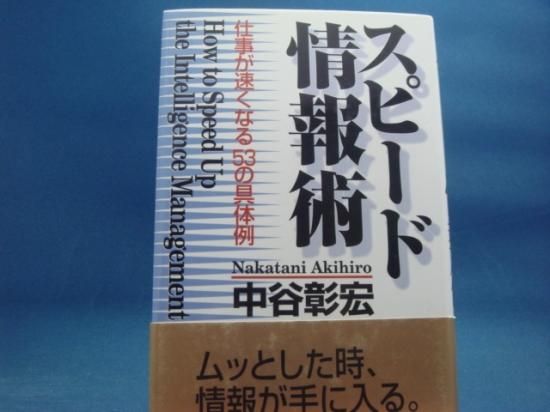 スピード
情報術
仕事が速くなる53の具体例
How to Speed Up
the Intelligence Management
Nakatani Akihiro
中谷彰宏
ムッとした時、
情報が手に入る。